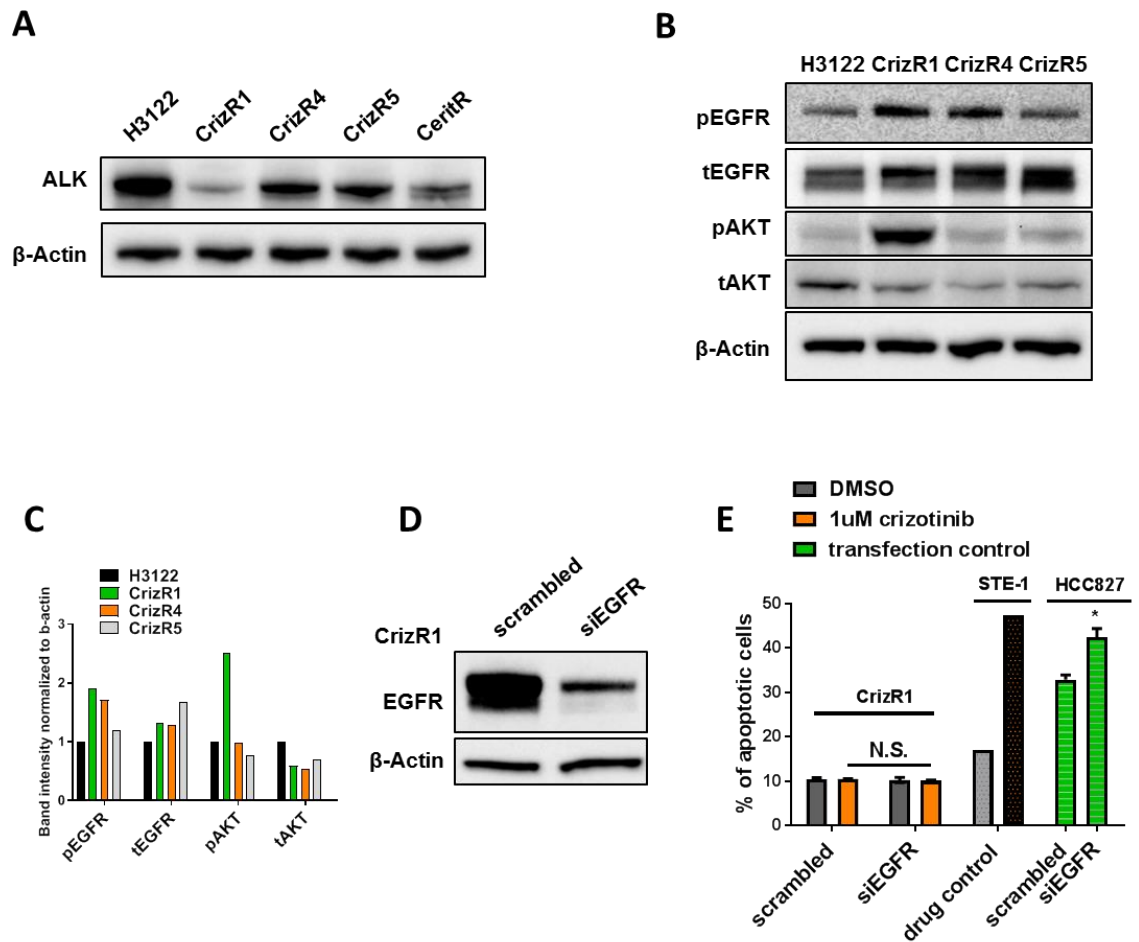 A
H3122
CrizR1
CrizR4
CrizR5
CeritR
ALK
β-Actin
B
H3122 CrizR1 CrizR4 CrizR5
pEGFR
tEGFR
pAKT
tAKT
β-Actin
C
H3122
CrizR1
CrizR4
CrizR5
Band intensity normalized to b-actin
3
2
1
0
pEGFR
tEGFR
pAKT
tAKT
D
scrambled
siEGFR
CrizR1
EGFR
β-Actin
E
DMSO
1uM crizotinib
transfection control
STE-1
HCC827
% of apoptotic cells
50
40
30
20
10
0
CrizR1
N.S.
*
scrambled
siEGFR
drug control
scrambled
siEGFR